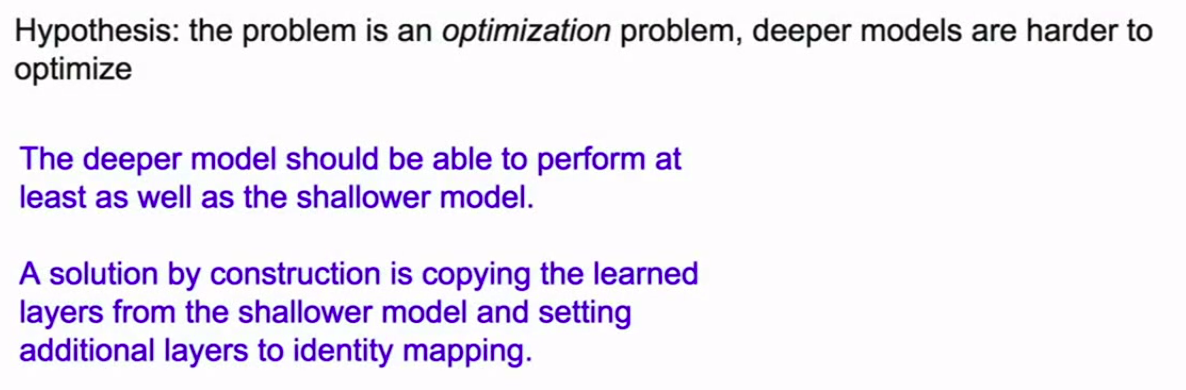 Hypothesis: the problem is an optimization problem, deeper models are harder to
optimize
The deeper model should be able to perform at
least as well as the shallower model.
A solution by construction is copying the learned
layers from the shallower model and setting
additional layers to identity mapping.